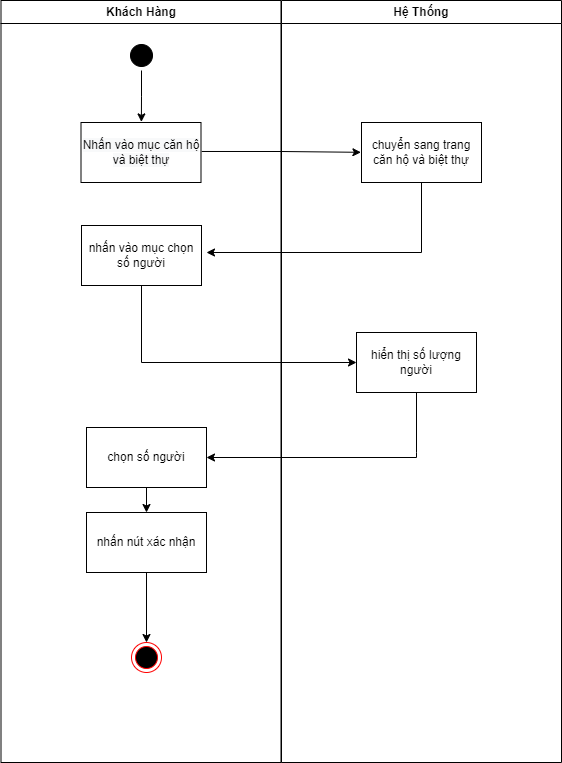 Khách Hàng
Hệ Thống
Nhấn vào mục căn hộ
và biệt thự
chuyển sang trang
căn hộ và biệt thự
nhấn vào mục chọn
số người
hiển thị số lượng
người
chọn số người
nhấn nút xác nhận